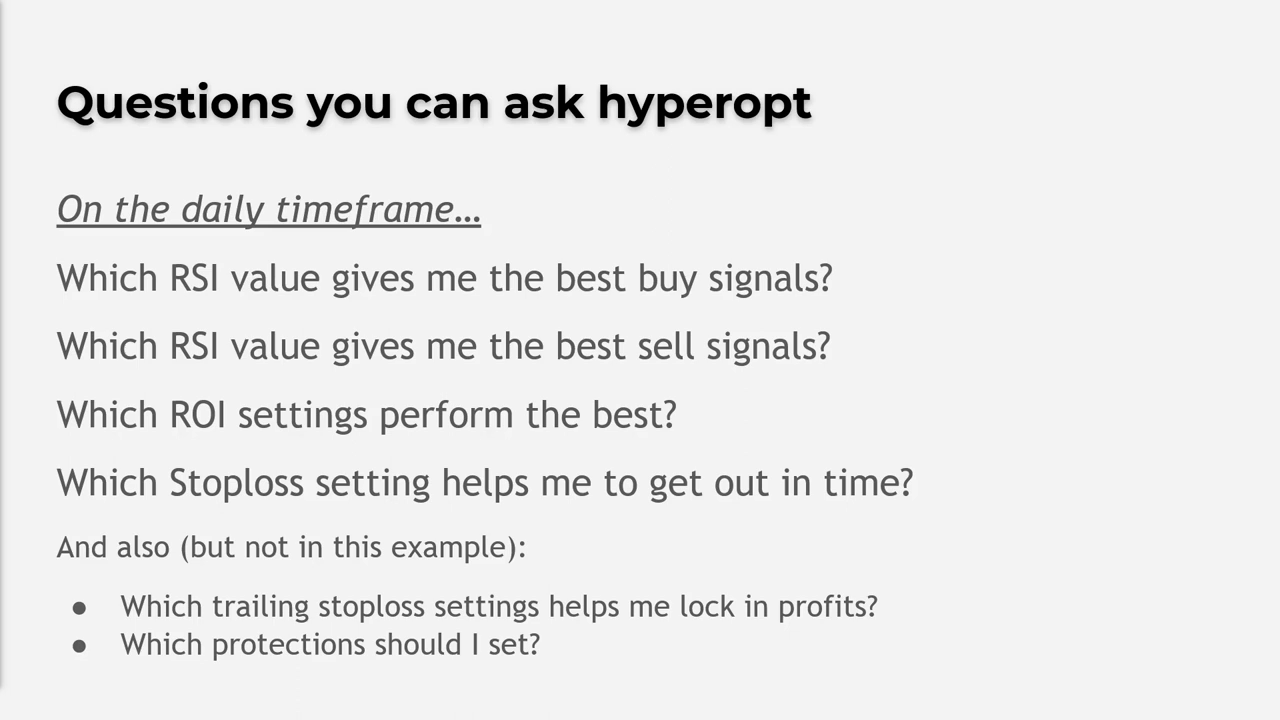 Questions you can ask hyperopt
On the daily timeframe…
Which RSI value gives me the best buy signals?
Which RSI value gives me the best sell signals?
Which ROI settings perform the best?
Which Stoploss setting helps me to get out in time?
And also (but not in this example):
● Which trailing stoploss settings helps me lock in profits?
● Which protections should I set?